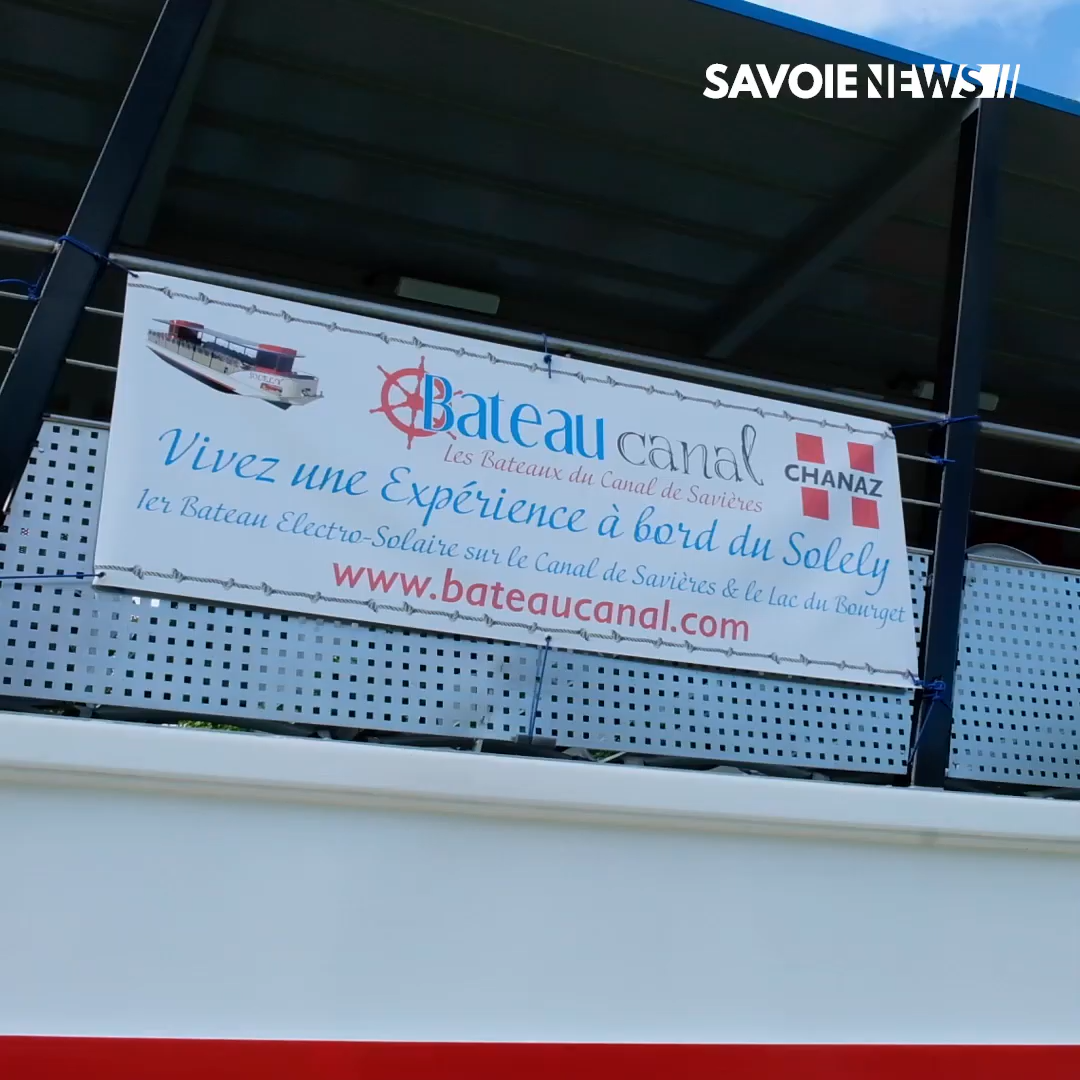 SAVOIE NEWS
Bateau canal
Les Bateaux du Canal de Savières
CHANAZ
Vivez une Expérience à bord du Solely
1er Bateau Electro-Solaire sur le Canal de Savières & le Lac du Bourget
www.bateaucanal.com